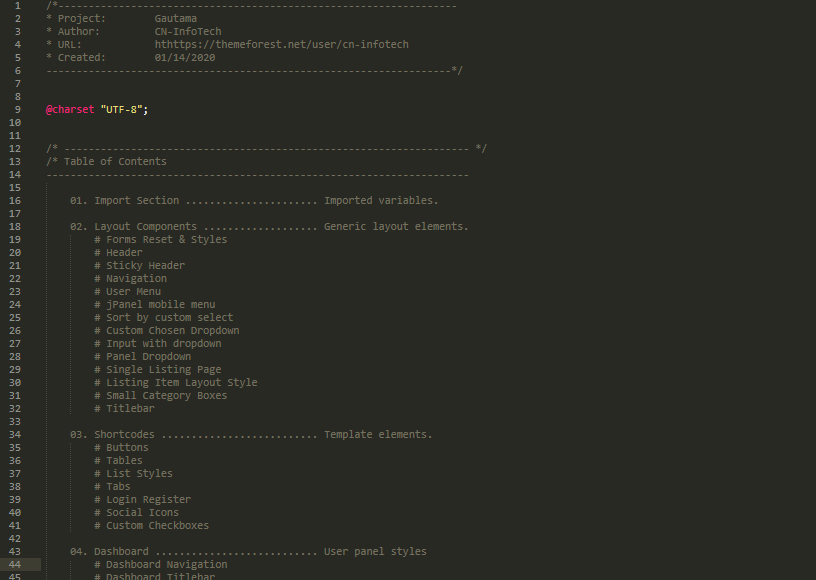 1 /*------------------------------------------------------------------
2 * Project:        Gautama
3 * Author:         CN-InfoTech
4 * URL:            hthttps://themeforest.net/user/cn-infotech
5 * Created:        01/14/2020
6 -------------------------------------------------------------------*/
7
8
9 @charset "UTF-8";
10
11
12 /* ------------------------------------------------------------------- */
13 /* Table of Contents
14 ----------------------------------------------------------------------
15
16     01. Import Section ...................... Imported variables.
17
18     02. Layout Components ................... Generic layout elements.
19         # Forms Reset & Styles
20         # Header
21         # Sticky Header
22         # Navigation
23         # User Menu
24         # jPanel mobile menu
25         # Sort by custom select
26         # Custom Chosen Dropdown
27         # Input with dropdown
28         # Panel Dropdown
29         # Single Listing Page
30         # Listing Item Layout Style
31         # Small Category Boxes
32         # Titlebar
33
34     03. Shortcodes .......................... Template elements.
35         # Buttons
36         # Tables
37         # List Styles
38         # Tabs
39         # Login Register
40         # Social Icons
41         # Custom Checkboxes
42
43     04. Dashboard ........................... User panel styles
44         # Dashboard Navigation
45         # Dashboard Titlebar